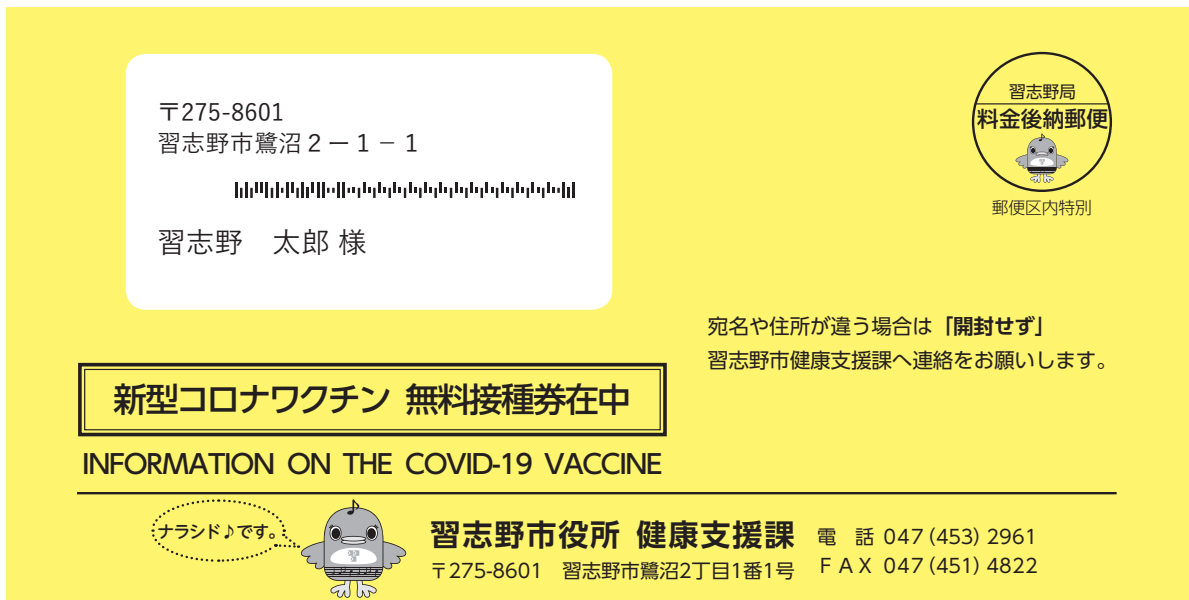 〒275-8601
習志野市鷺沼２ー１－１
習志野　太郎 様
習志野局
料金後納郵便
郵便区内特別
宛名や住所が違う場合は「開封せず」
習志野市健康支援課へ連絡をお願いします。
新型コロナワクチン 無料接種券在中
INFORMATION ON THE COVID-19 VACCINE
ナラシド♪です。
習志野市役所 健康支援課
〒275-8601　習志野市鷺沼2丁目1番1号
電　話 047 (453) 2961
ＦＡＸ 047 (451) 4822